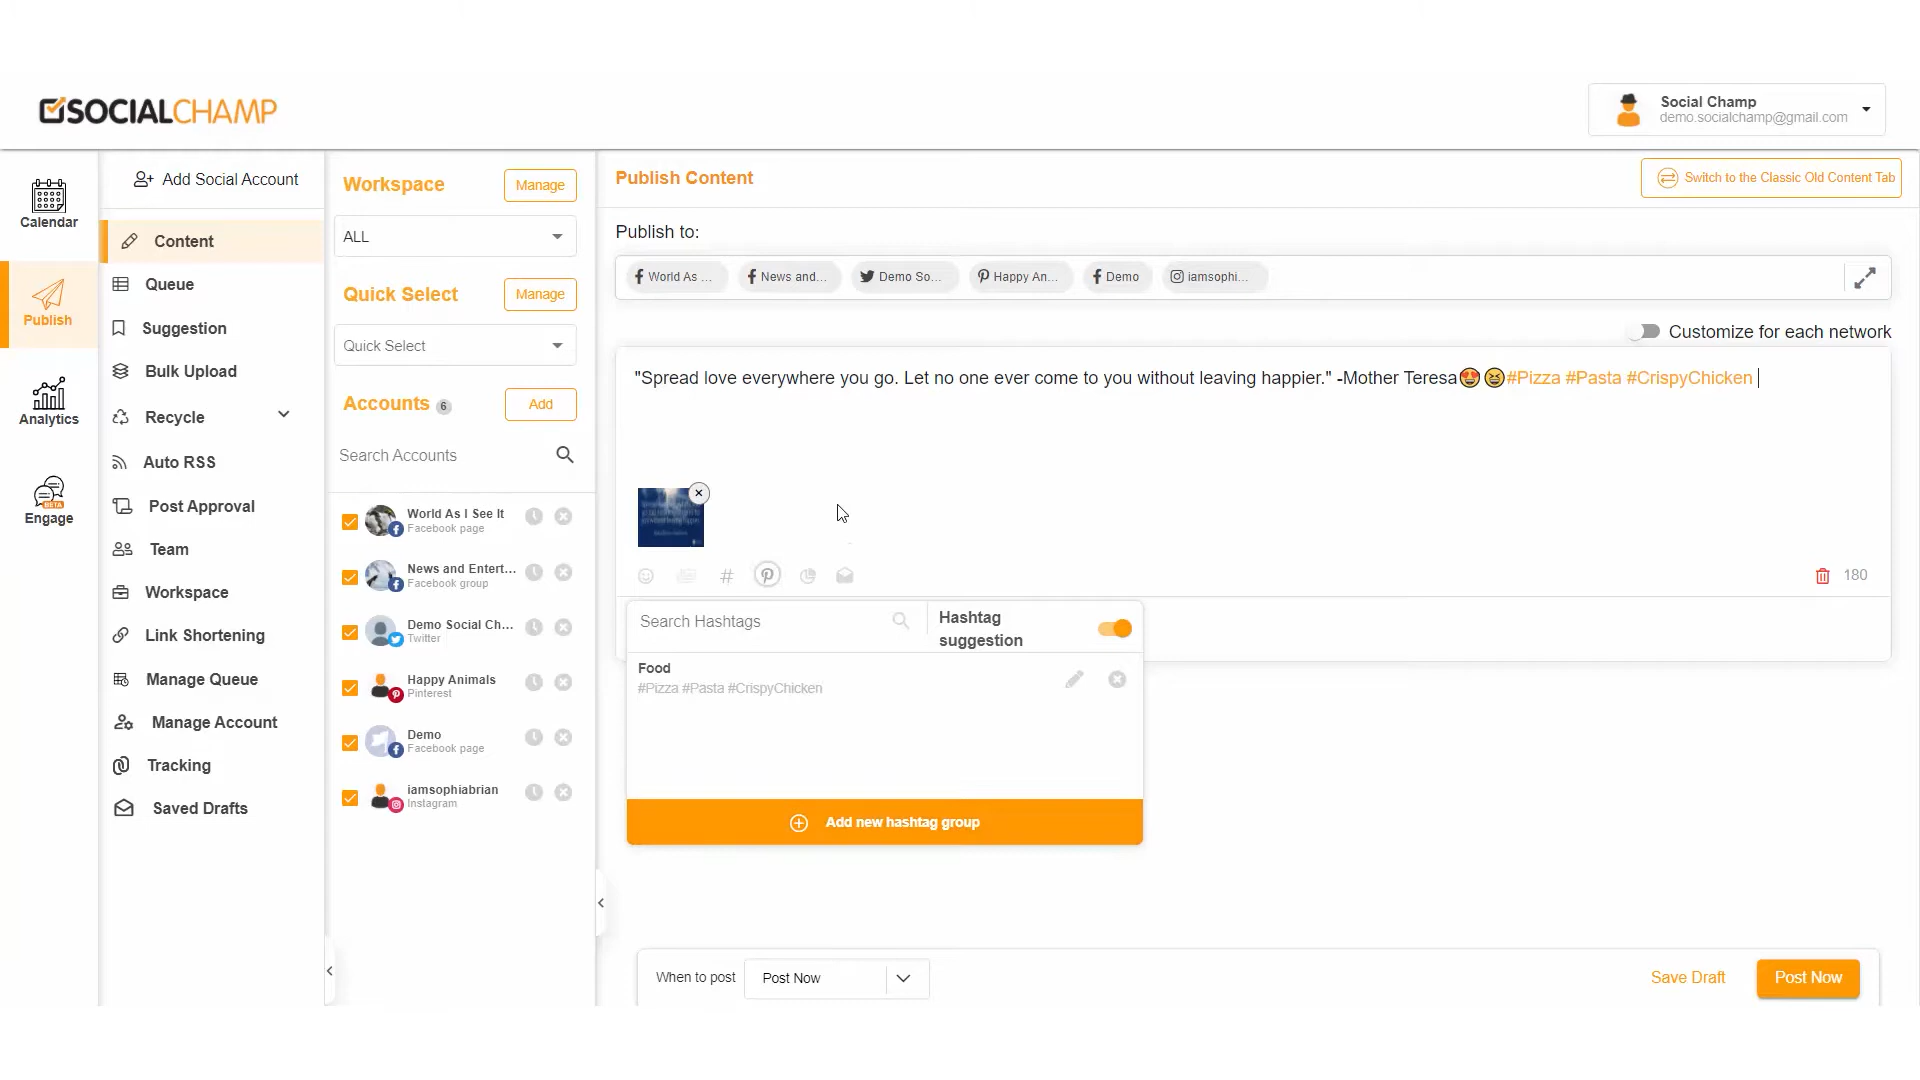 SOCIALCHAMP
Social Champ
demo.socialchamp@gmail.com
Calendar
Publish
Analytics
BETA
Engage
Add Social Account
Content
Queue
Suggestion
Bulk Upload
Recycle
Auto RSS
Post Approval
Team
Workspace
Link Shortening
Manage Queue
Manage Account
Tracking
Saved Drafts
Workspace
Manage
ALL
Quick Select
Manage
Quick Select
Accounts 6
Add
Search Accounts
World As I See It
Facebook page
News and Entert...
Facebook group
Demo Social Ch...
Twitter
Happy Animals
Pinterest
Demo
Facebook page
iamsophiabrian
Instagram
Publish Content
Switch to the Classic Old Content Tab
Publish to:
World As ... News and... Demo So... Happy An... Demo iamsophi...
Customize for each network
"Spread love everywhere you go. Let no one ever come to you without leaving happier." -Mother Teresa😍😆#Pizza #Pasta #CrispyChicken
180
Search Hashtags
Hashtag
suggestion
Food
#Pizza #Pasta #CrispyChicken
Add new hashtag group
When to post
Post Now
Save Draft
Post Now